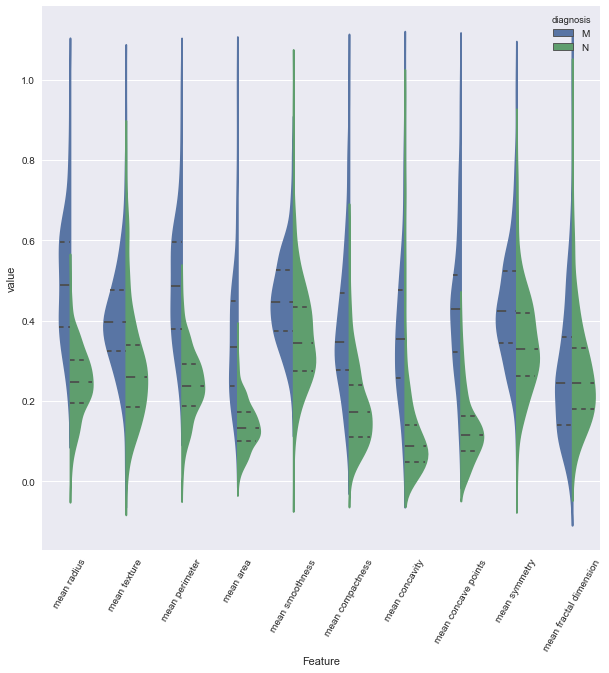 diagnosis
M
N
1.0
0.8
0.6
0.4
0.2
0.0
value
mean radius
mean texture
mean perimeter
mean area
mean smoothness
mean compactness
mean concavity
mean concave points
mean symmetry
mean fractal dimension
Feature